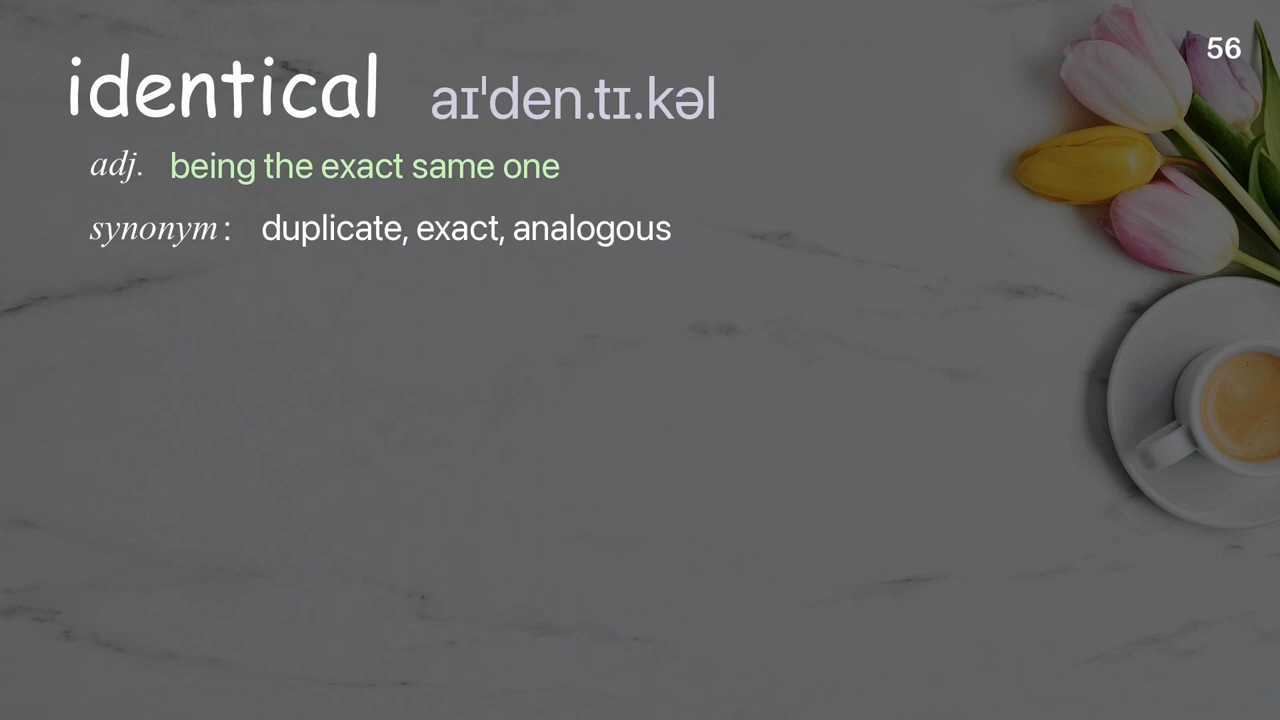 56
identical aɪˈden.tɪ.kəl
adj. being the exact same one
synonym: duplicate, exact, analogous